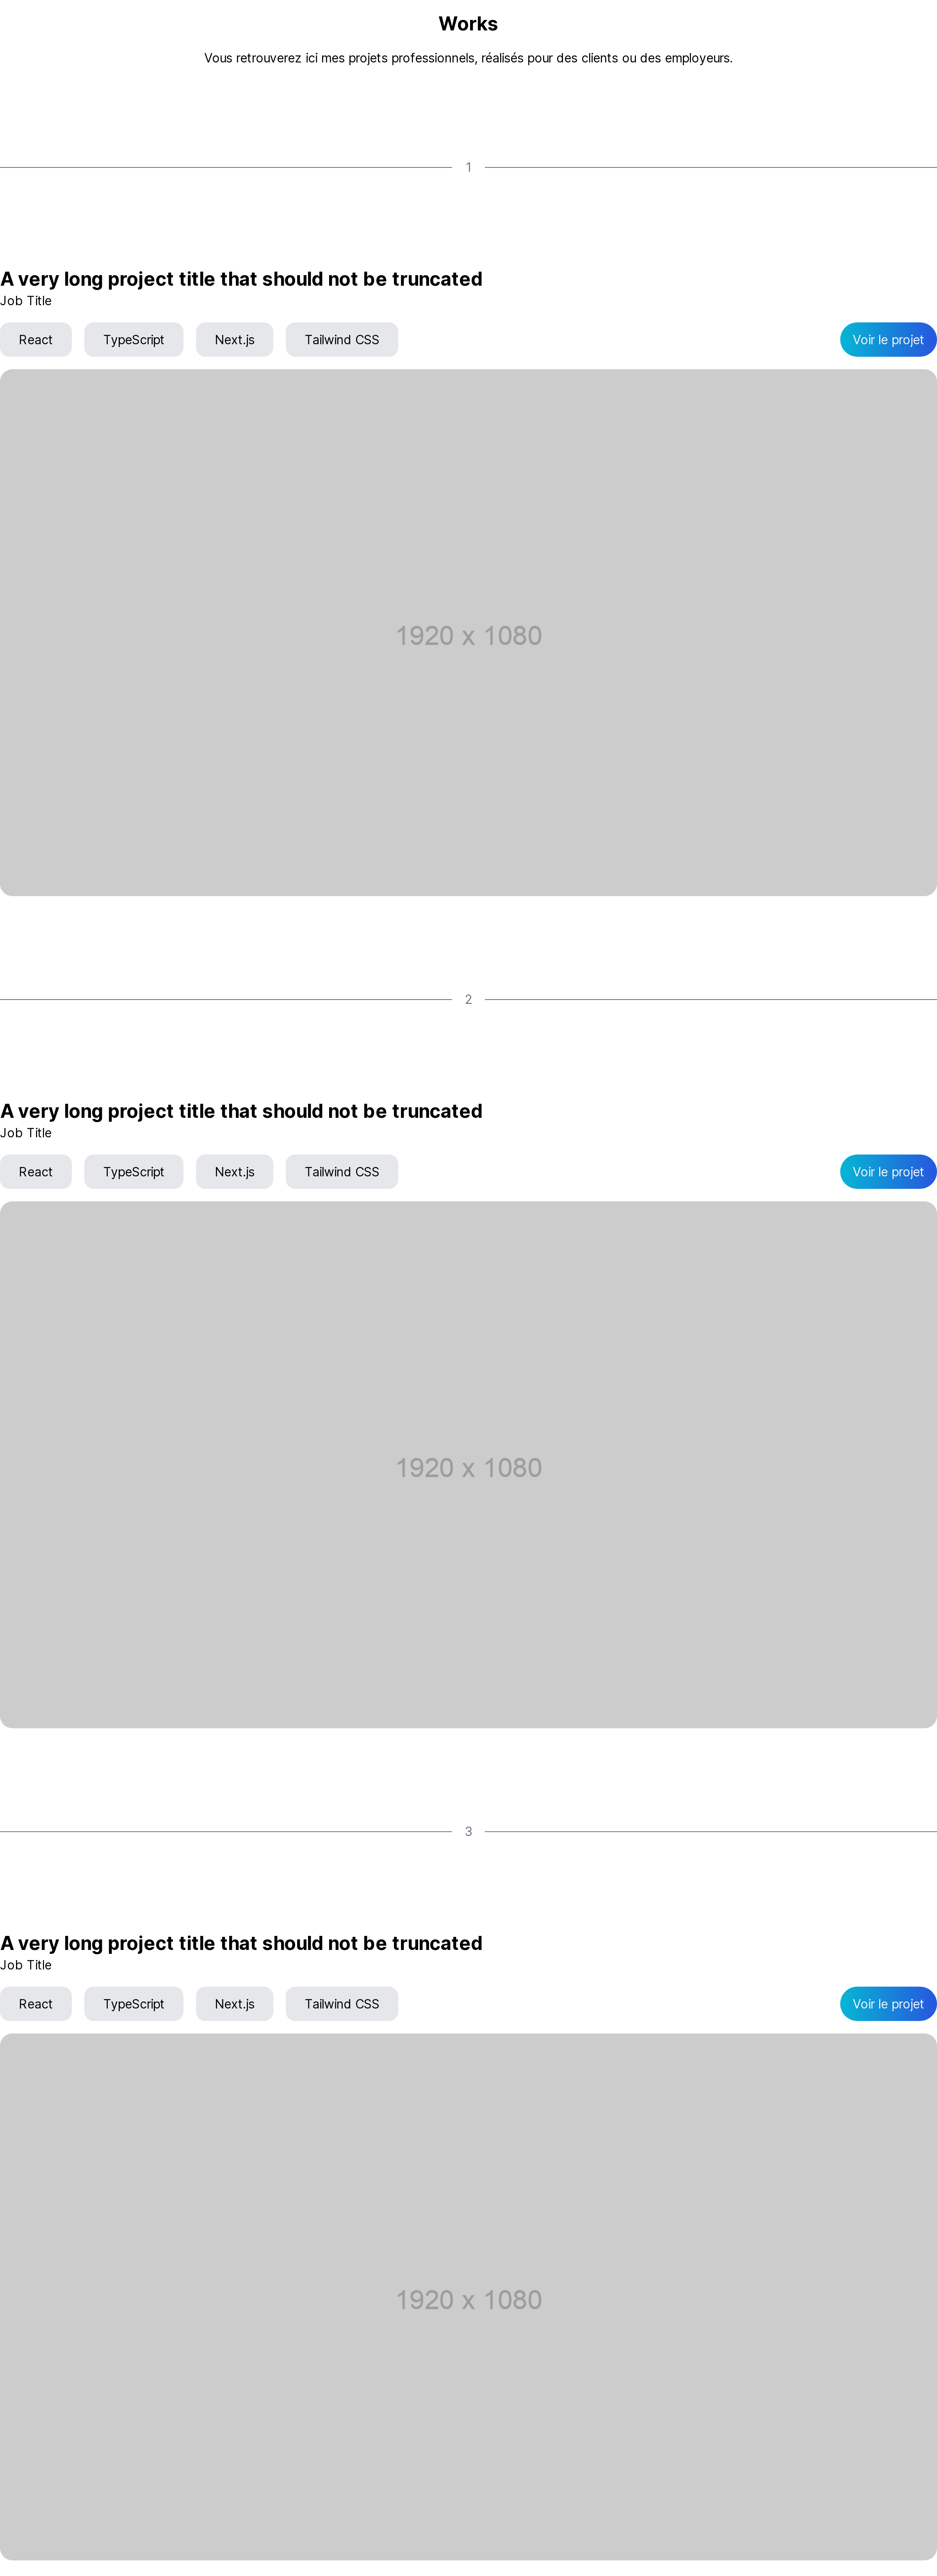 Works
Vous retrouverez ici mes projets professionnels, réalisés pour des clients ou des employeurs.
1
A very long project title that should not be truncated
Job Title
React TypeScript Next.js Tailwind CSS Voir le projet
1920 x 1080
2
A very long project title that should not be truncated
Job Title
React TypeScript Next.js Tailwind CSS Voir le projet
1920 x 1080
3
A very long project title that should not be truncated
Job Title
React TypeScript Next.js Tailwind CSS Voir le projet
1920 x 1080